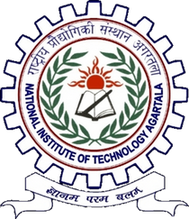 राष्ट्रीय प्रौद्योगिकी संस्थान अगरतला
NATIONAL INSTITUTE OF TECHNOLOGY AGARTALA
ज्ञानम परम बलम